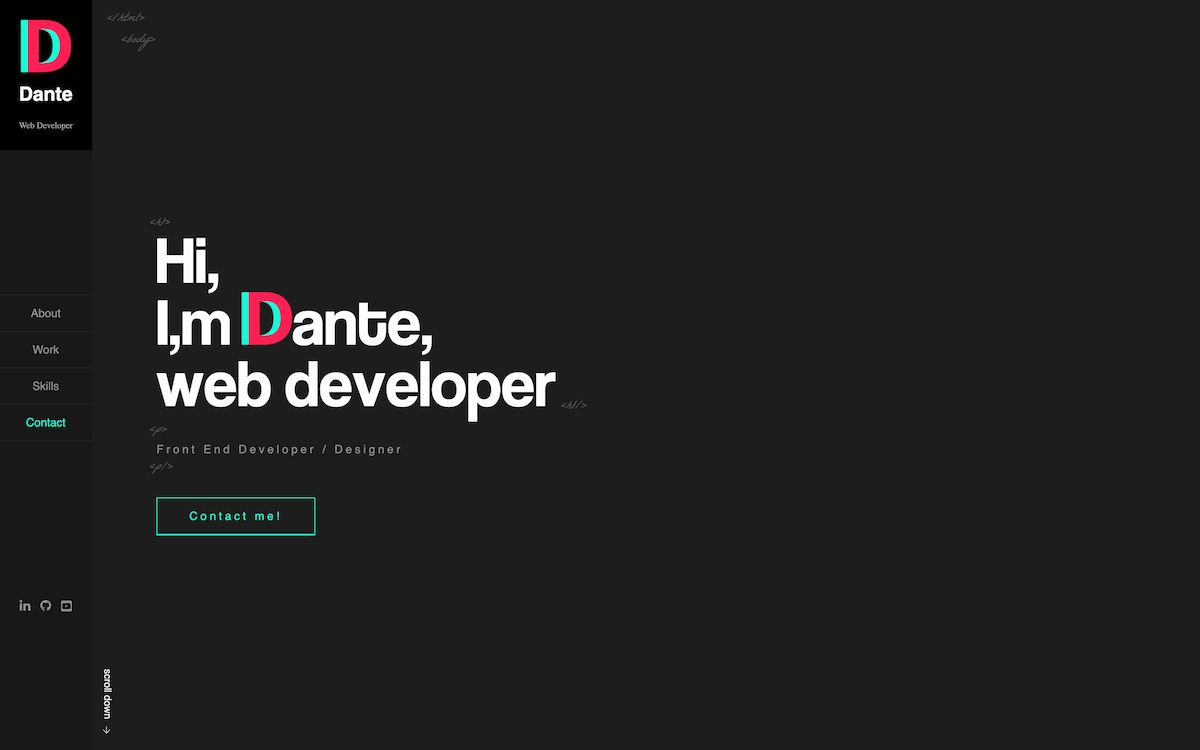 D
Dante
Web Developer
About
Work
Skills
Contact
</html>
<body>
<h1>
Hi,
I,m Dante,
web developer
<h1/>
<p>
Front End Developer / Designer
<p/>
Contact me!
in
scroll down →